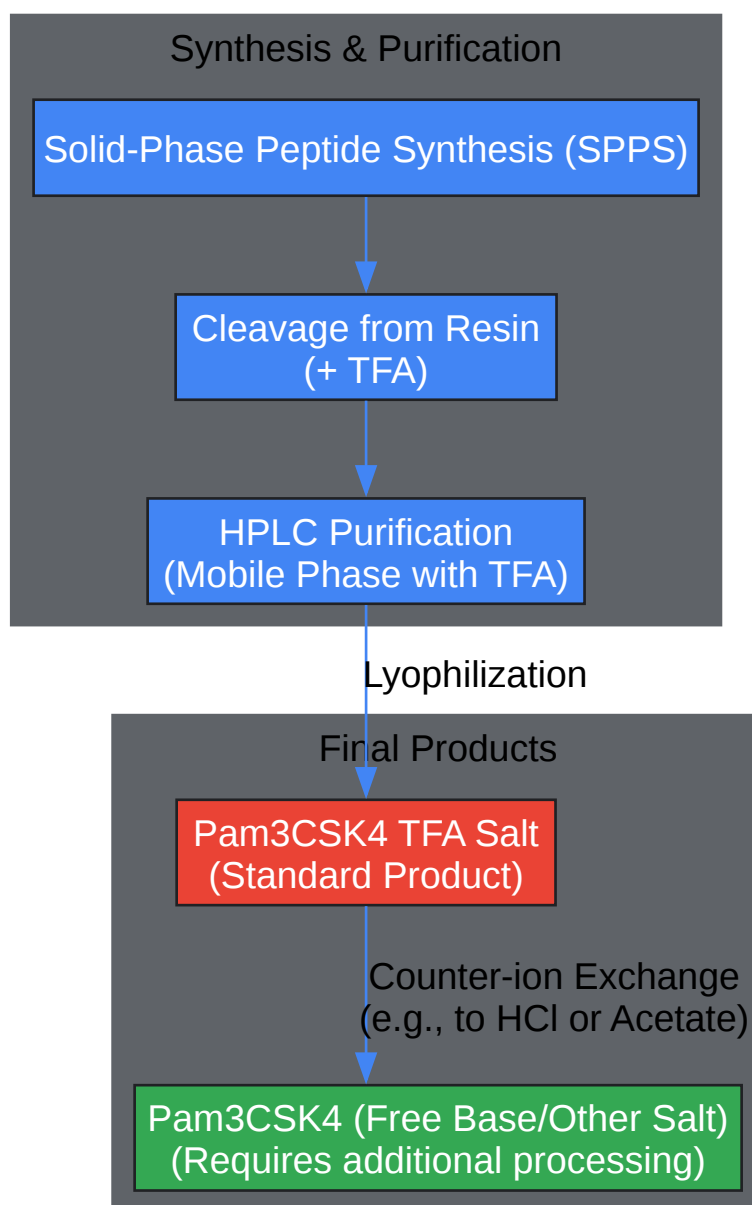 Synthesis & Purification
Solid-Phase Peptide Synthesis (SPPS)
Cleavage from Resin
(+ TFA)
HPLC Purification
(Mobile Phase with TFA)
Lyophilization
Final Products
Pam3CSK4 TFA Salt
(Standard Product)
Counter-ion Exchange
(e.g., to HCl or Acetate)
Pam3CSK4 (Free Base/Other Salt)
(Requires additional processing)